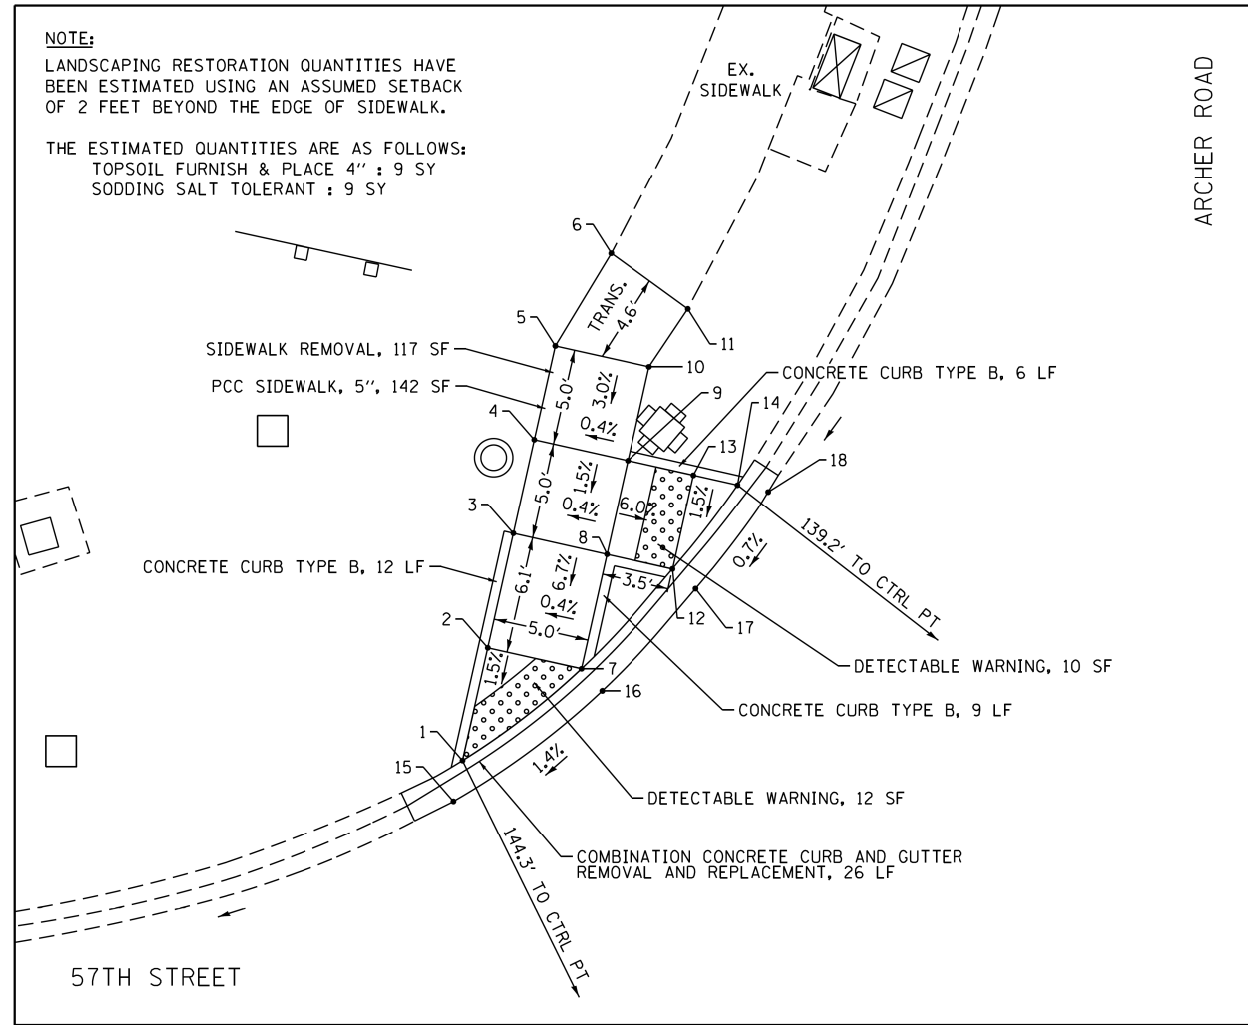 NOTE:
LANDSCAPING RESTORATION QUANTITIES HAVE
BEEN ESTIMATED USING AN ASSUMED SETBACK
OF 2 FEET BEYOND THE EDGE OF SIDEWALK.
THE ESTIMATED QUANTITIES ARE AS FOLLOWS:
TOPSOIL FURNISH & PLACE 4'' : 9 SY
SODDING SALT TOLERANT : 9 SY
EX.
SIDEWALK
ARCHER ROAD
6
TRANS.
4.6'
5
11
SIDEWALK REMOVAL, 117 SF
10
PCC SIDEWALK, 5'', 142 SF
CONCRETE CURB TYPE B, 6 LF
5.0'
3.0%
0.4%
9
14
4
13
18
5.0'
1.5%
0.4%
6.0%
1.5%
139.2' TO CTRL PT
3
8
0.7%
CONCRETE CURB TYPE B, 12 LF
6.1'
6.7%
0.4%
5.0'
3.5'
12
17
2
1.5%
7
DETECTABLE WARNING, 10 SF
16
CONCRETE CURB TYPE B, 9 LF
1
15
1.4%
DETECTABLE WARNING, 12 SF
144.3' TO CTRL PT
COMBINATION CONCRETE CURB AND GUTTER
REMOVAL AND REPLACEMENT, 26 LF
57TH STREET